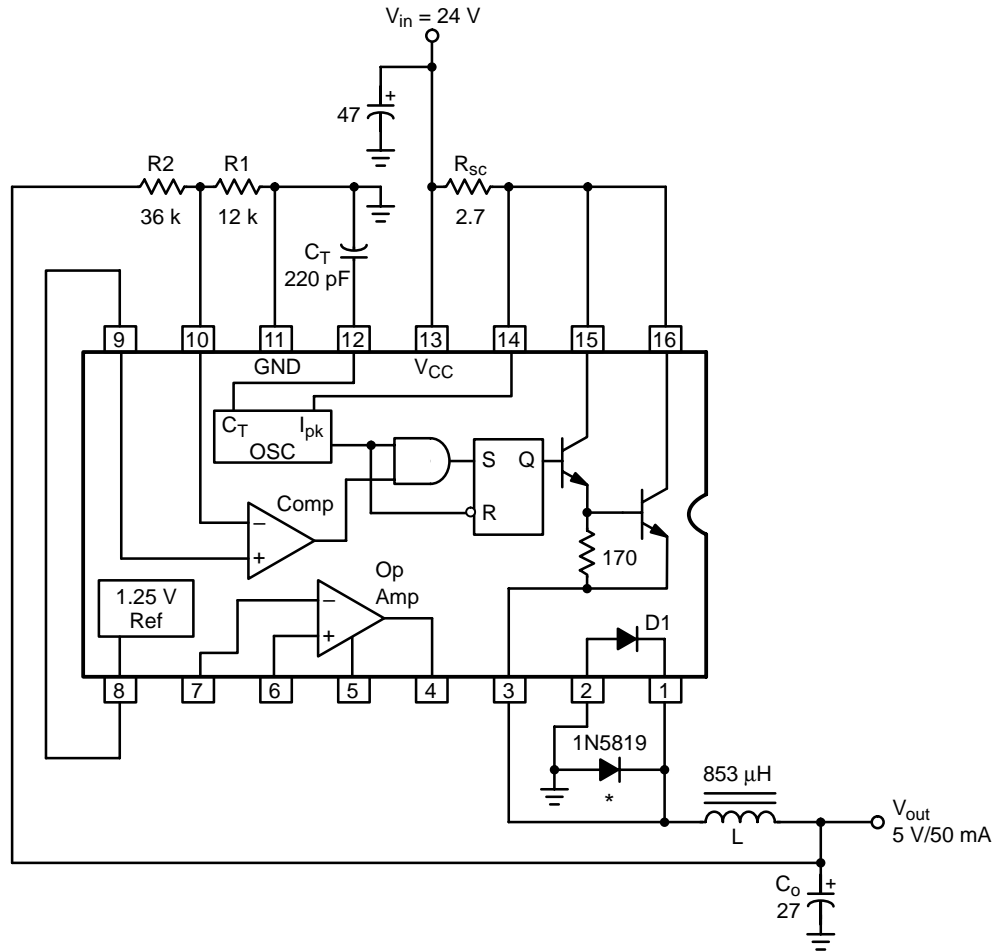 V_in = 24 V
47
+
R2
R1
R_sc
36 k
12 k
2.7
C_T
220 pF
9
10
11
12
13
14
15
16
GND
V_CC
C_T
I_pk
OSC
S
Q
R
Comp
−
+
170
Op
Amp
−
+
1.25 V
Ref
D1
8
7
6
5
4
3
2
1
1N5819
*
853 μH
L
V_out
5 V/50 mA
C_o
27
+